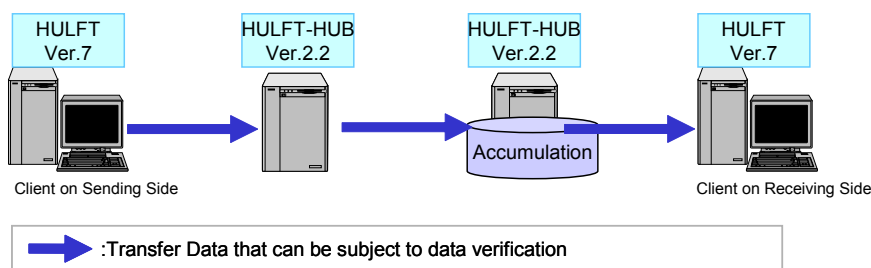 HULFT
Ver.7
HULFT-HUB
Ver.2.2
HULFT-HUB
Ver.2.2
HULFT
Ver.7
Accumulation
Client on Sending Side
Client on Receiving Side
:Transfer Data that can be subject to data verification